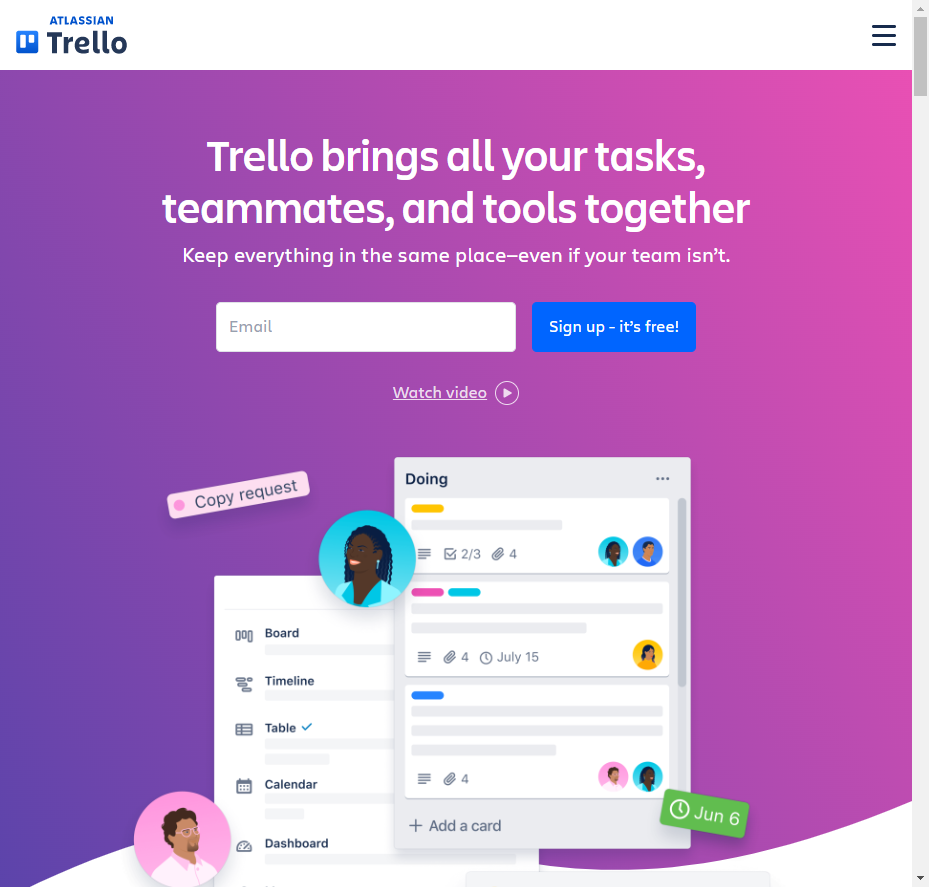 ATLASSIAN
Trello
Trello brings all your tasks,
teammates, and tools together
Keep everything in the same place—even if your team isn’t.
Email
Sign up - it’s free!
Watch video
Copy request
Doing
2/3 4
4 July 15
4
Add a card
Jun 6
Board
Timeline
Table
Calendar
Dashboard